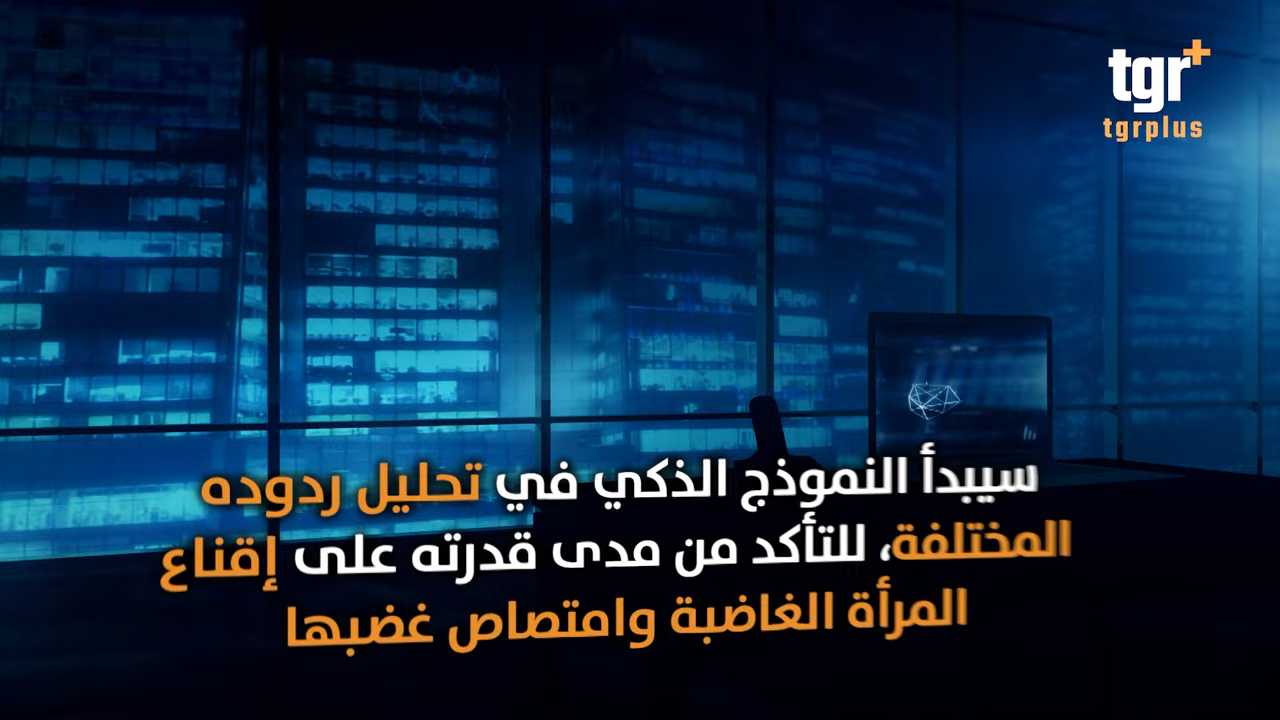 tgr+
tgrplus
سيبدأ النموذج الذكي في تحليل ردوده
المختلفة، للتأكد من مدى قدرته على إقناع
المرأة الغاضبة وامتصاص غضبها